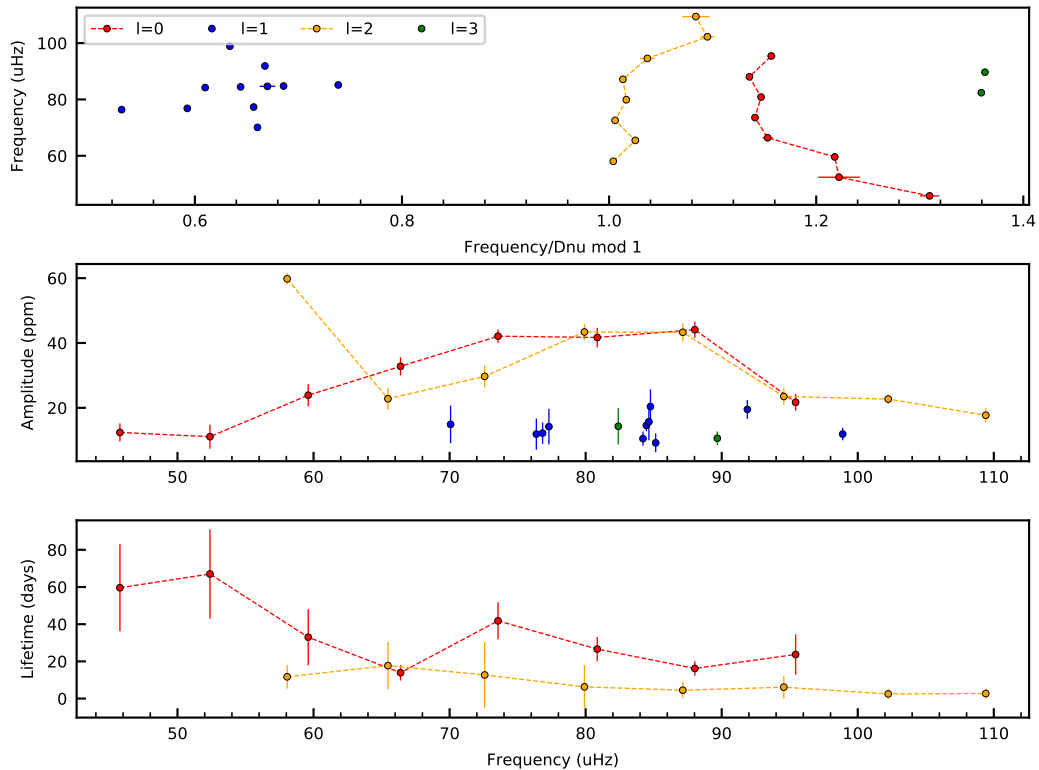 l=0 l=1 l=2 l=3
100
80
60
Frequency (uHz)
0.6 0.8 1.0 1.2 1.4
Frequency/Dnu mod 1
60
40
20
Amplitude (ppm)
50 60 70 80 90 100 110
80
60
40
20
0
Lifetime (days)
50 60 70 80 90 100 110
Frequency (uHz)